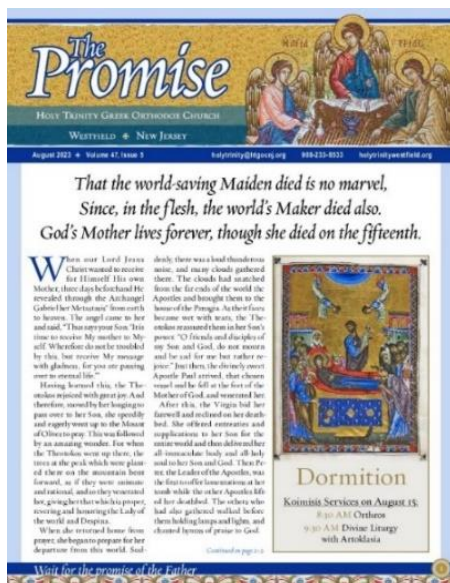 The
Promise
HOLY TRINITY GREEK ORTHODOX CHURCH
WESTFIELD NEW JERSEY
August 2023 Volume 47, Issue 5 holytrinity@htgocnj.org 908-233-8533 holytrinitywestfield.org
That the world-saving Maiden died is no marvel,
Since, in the flesh, the world's Maker died also.
God's Mother lives forever, though she died on the fifteenth.
When our Lord Jesus
Christ wanted to receive
for Himself His own
Mother, three days beforehand He
revealed through the Archangel
Gabriel her Metastasis from earth
to heaven. The angel came to her
and said, "Thus says your Son, 'It is
time to receive My mother to My-
self. Wherefore do not be troubled
by this, but receive My message
with gladness, for you are passing
over to eternal life.'"
Having learned this, the The-
otokos rejoiced with great joy. And
therefore, moved by her longing to
pass over to her Son, she speedily
and eagerly went up to the Mount
of Olives to pray. This was followed
by an amazing wonder. For when
the Theotokos went up there, the
trees at the peak which were plant-
ed there on the mountain bent
forward, as if they were animate
and rational, and so they venerated
her, giving her that which is proper,
revering and honoring the Lady of
the world and Despina.
When she returned home from
prayer, she began to prepare for her
departure from this world. Sud-
denly, there was a loud thunderous
noise, and many clouds gathered
there. The clouds had snatched
from the far ends of the world the
Apostles and brought them to the
house of the Panagia. As their faces
became wet with tears, the The-
otokos reassured them in her Son's
power: "O friends and disciples of
my Son and God, do not mourn
and be sad for me but rather re-
joice." Just then, the divinely sweet
Apostle Paul arrived, that chosen
vessel and he fell at the feet of the
Mother of God, and venerated her.
After this, the Virgin bid her
farewell and reclined on her death-
bed. She offered entreaties and
supplications to her Son for the
entire world and then delivered her
all-immaculate body and all-holy
soul to her Son and God. Then Pe-
ter, the Leader of the Apostles, was
the first to offer lamentations at her
tomb while the other Apostles lifted
her deathbed. The others who
had also gathered walked before
them holding lamps and lights, and
chanted hymns of praise to God.
Continued on page
Dormition
Koimisis Services on August 15:
8:30 AM Orthros
9:30 AM Divine Liturgy
with Artoklasia
Wait for the promise of the Father